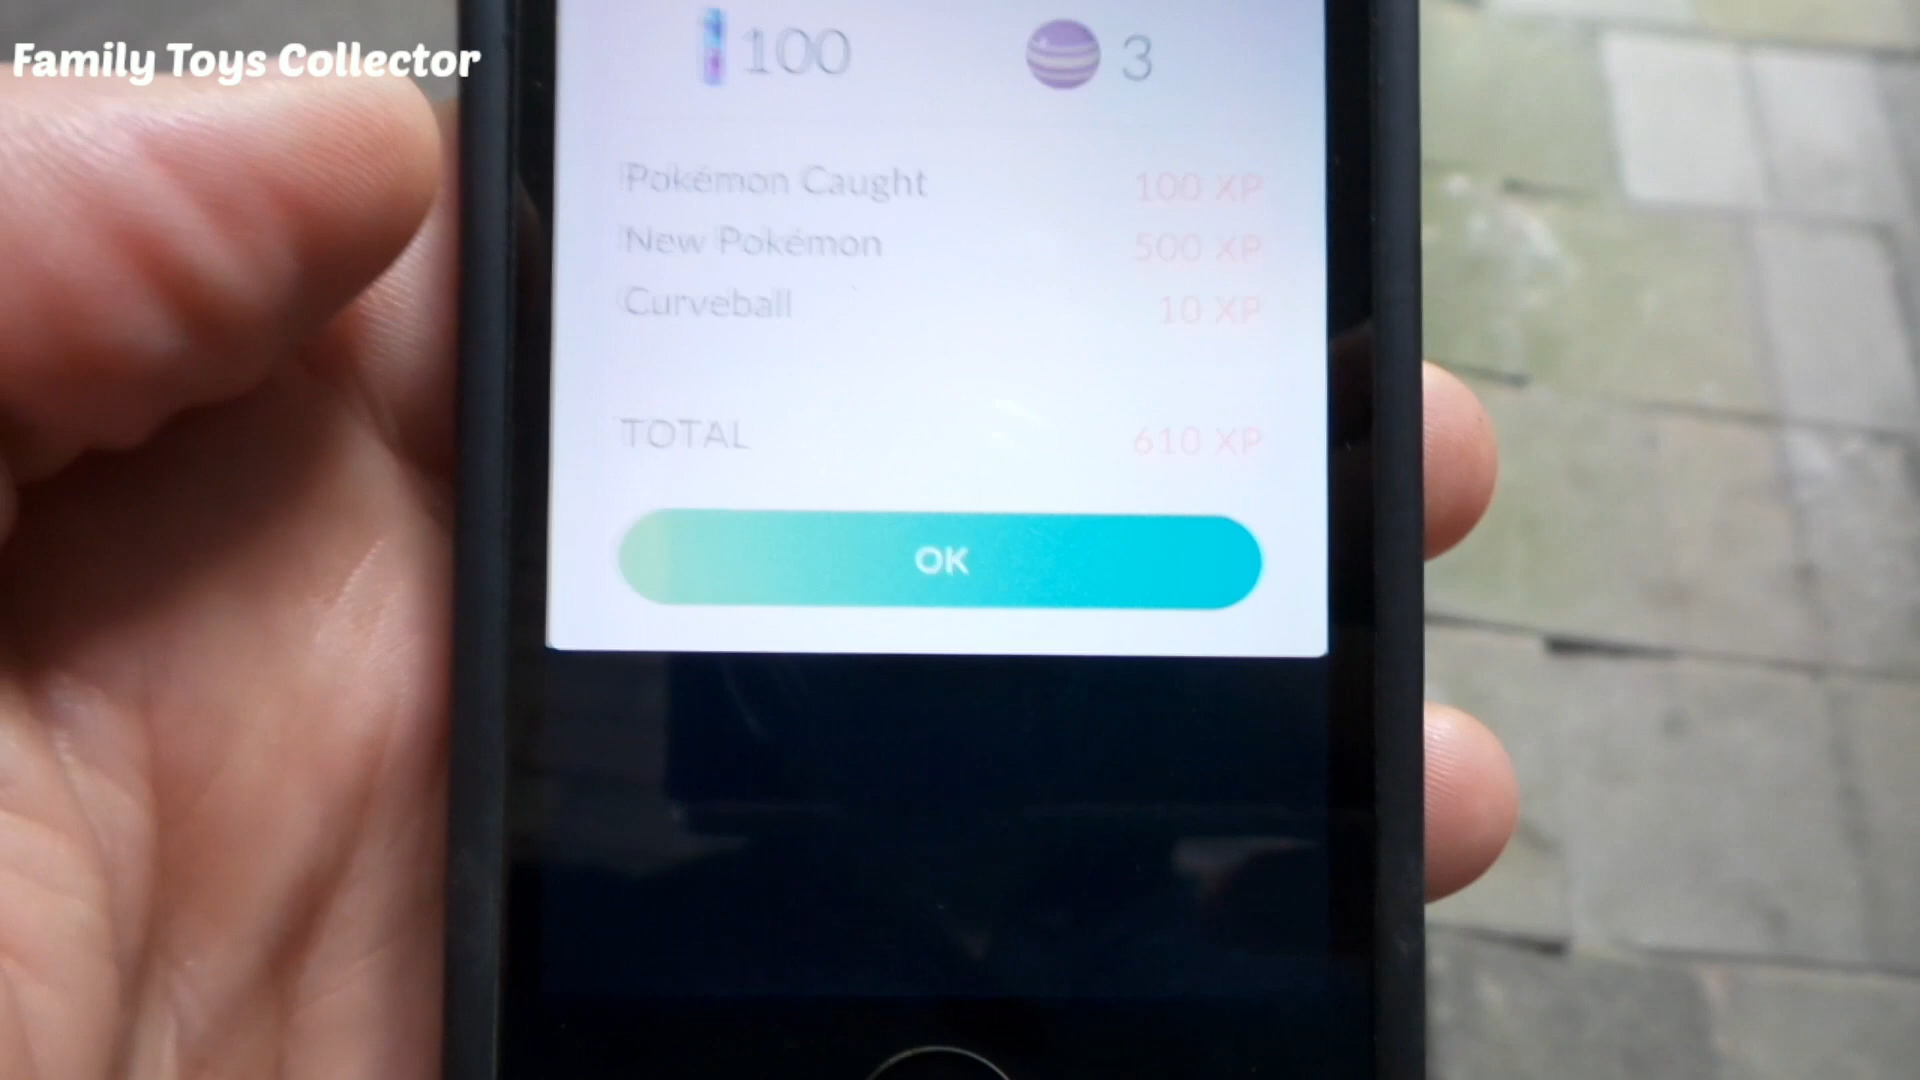 Family Toys Collector
100 3
Pokémon Caught 100 XP
New Pokémon 500 XP
Curveball 10 XP
TOTAL 610 XP
OK